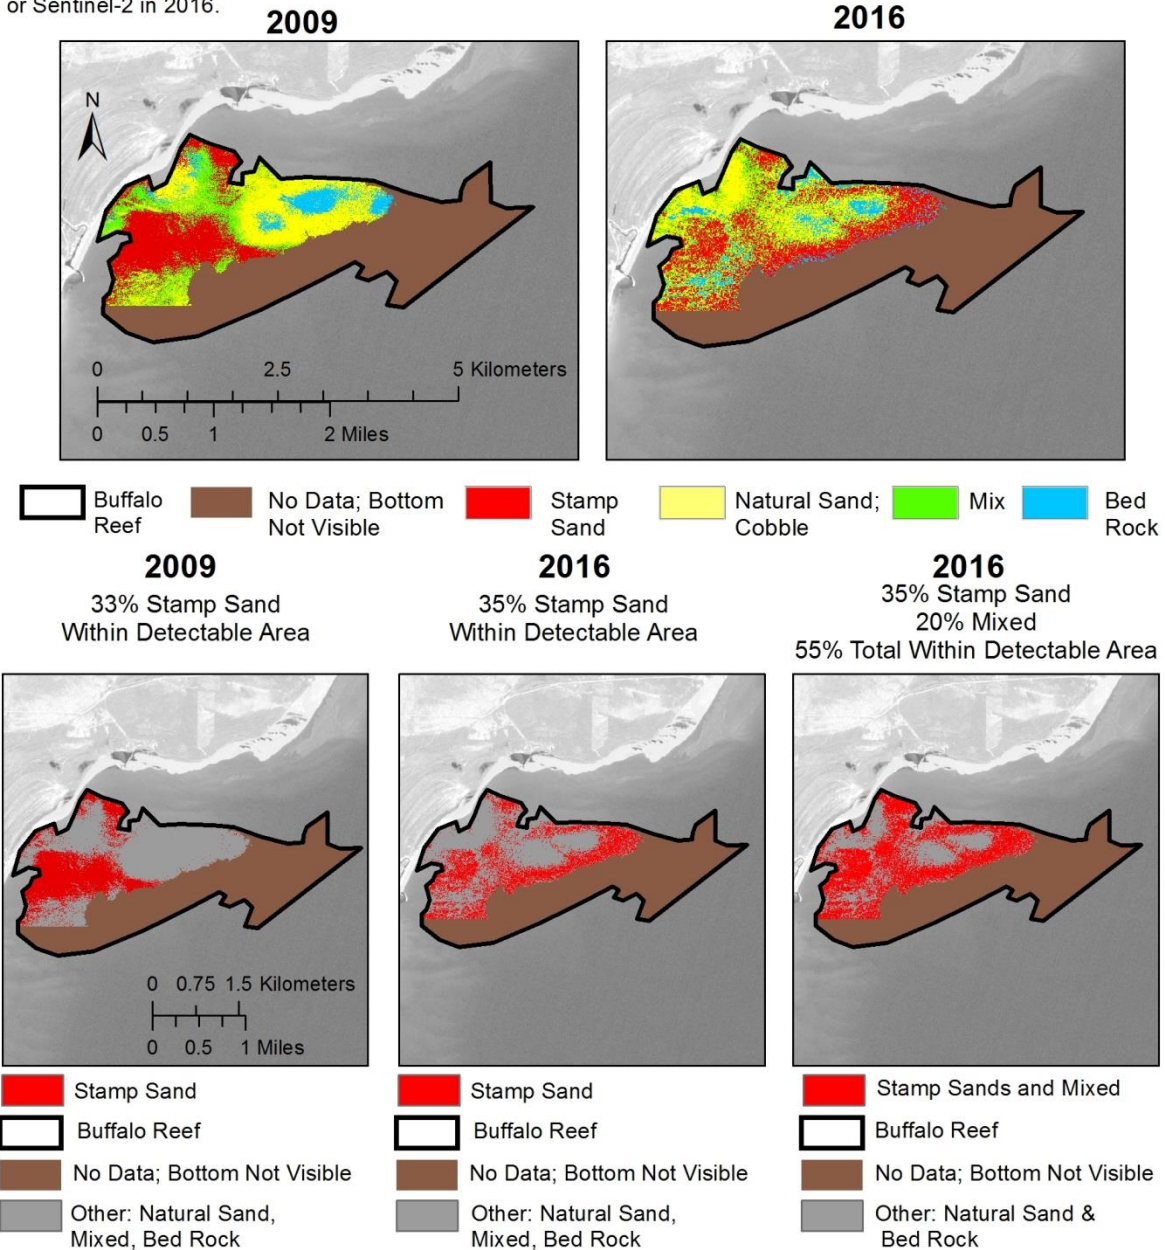 or Sentinel-2 in 2016.
2009
2016
N
0 2.5 5 Kilometers
0 0.5 1 2 Miles
Buffalo
Reef
No Data; Bottom
Not Visible
Stamp
Sand
Natural Sand;
Cobble
Mix
Bed
Rock
2009
33% Stamp Sand
Within Detectable Area
2016
35% Stamp Sand
Within Detectable Area
2016
35% Stamp Sand
20% Mixed
55% Total Within Detectable Area
0 0.75 1.5 Kilometers
0 0.5 1 Miles
Stamp Sand
Buffalo Reef
No Data; Bottom Not Visible
Other: Natural Sand,
Mixed, Bed Rock
Stamp Sand
Buffalo Reef
No Data; Bottom Not Visible
Other: Natural Sand,
Mixed, Bed Rock
Stamp Sands and Mixed
Buffalo Reef
No Data; Bottom Not Visible
Other: Natural Sand &
Bed Rock